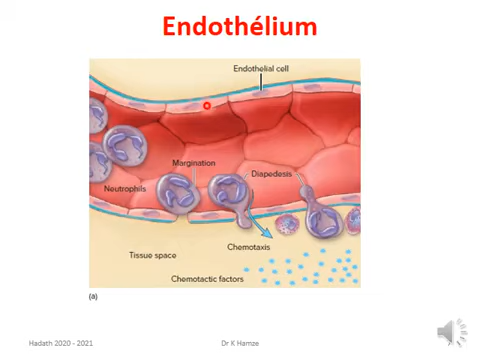 Endothélium
Endothelial cell
Margination
Diapedesis
Neutrophils
Chemotaxis
Tissue space
Chemotactic factors
(a)
Hadath 2020 - 2021
Dr K Hamze